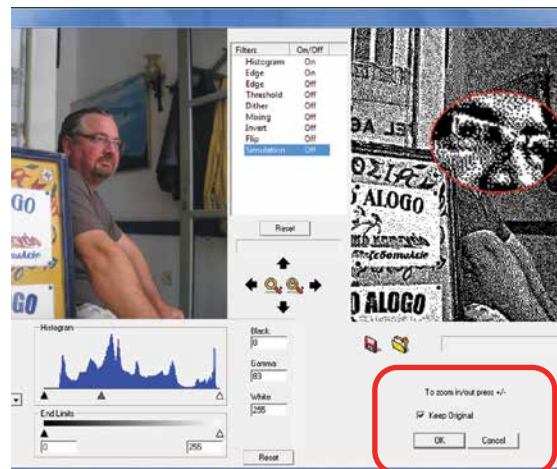 Filters On/Off
Histogram On
Edge On
Edge Off
Threshold Off
Dither Off
Mixing Off
Invert Off
Flip Off
Simulation Off
Reset
GO
GO
ALOGO
ALOGO
Histogram
Black:
0
Gamma:
83
White:
255
End Limits
0
255
Reset
To zoom in/out press +/-
Keep Original
OK Cancel